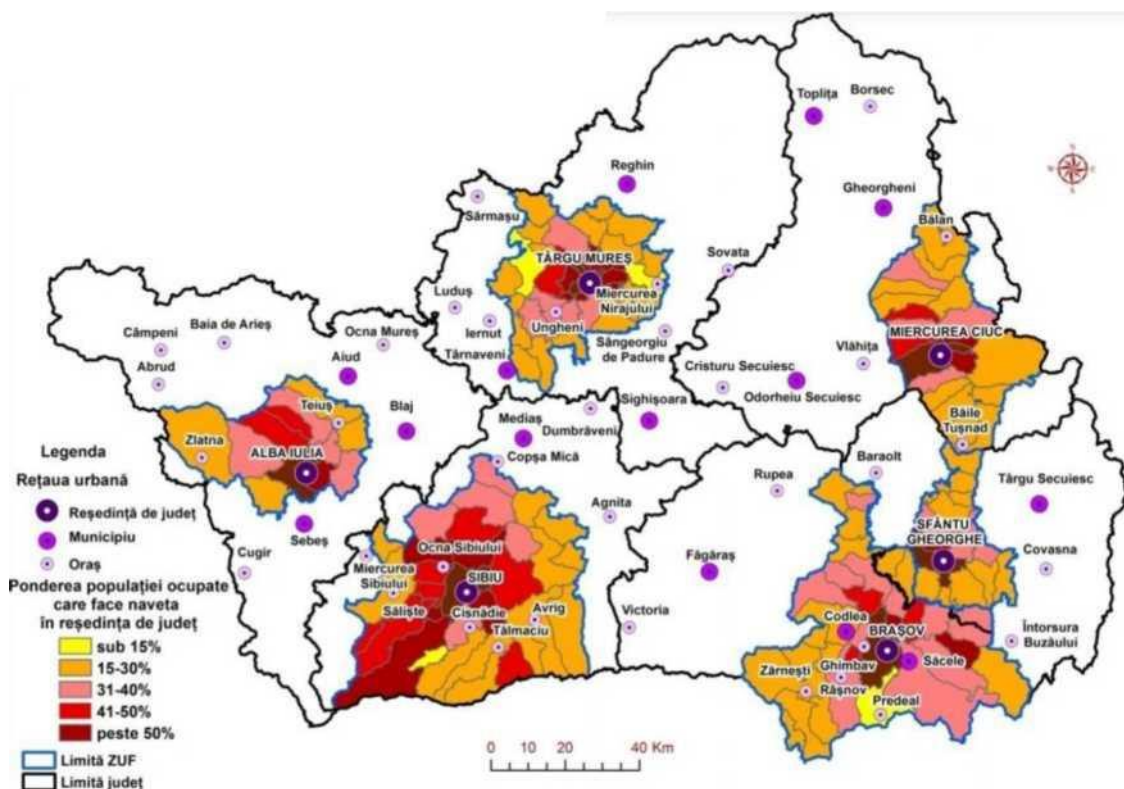 Toplița
Borsec
Reghin
Gheorgheni
Sărmașu
Bălan
TÂRGU MUREȘ
Sovata
Miercurea
Nirajului
Luduș
Ungheni
Iernut
Sângeorgiu
de Padure
MIERCUREA CIUC
Câmpeni
Baia de Arieș
Ocna Mureș
Târnaveni
Vlăhița
Abrud
Aiud
Cristuru Secuiesc
Odorheiu Secuiesc
Teiuș
Blaj
Mediaș
Dumbrăveni
Sighișoara
Băile
Tușnad
Zlatna
ALBA IULIA
Copșa Mică
Rupea
Baraolt
Târgu Secuiesc
Agnita
SFÂNTU
GHEORGHE
Sebeș
Cugir
Ocna Sibiului
Făgăraș
Covasna
Miercurea
Sibiului
SIBIU
Săliște
Cisnădie
Avrig
Victoria
Tălmaciu
Codlea
BRAȘOV
Întorsura
Buzăului
Zărnești
Ghimbav
Săcele
Râșnov
Predeal
Legenda
Rețaua urbană
Reședință de județ
Municipiu
Oraș
Ponderea populației ocupate
care face naveta
în reședința de județ
sub 15%
15-30%
31-40%
41-50%
peste 50%
Limită ZUF
Limită județ
0 10 20 40 Km